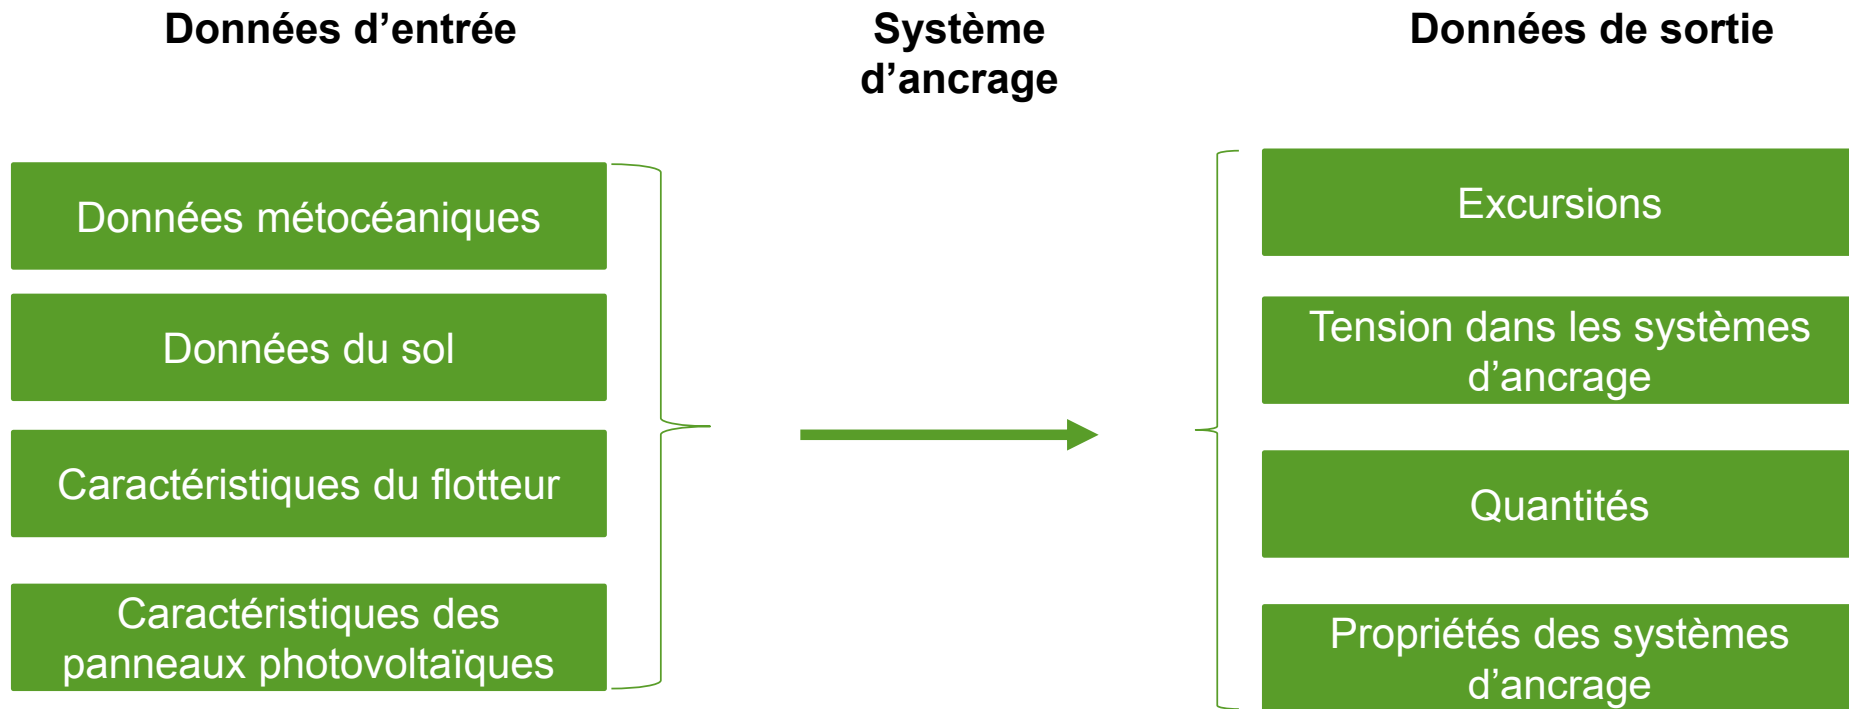 Données d’entrée
Système
d’ancrage
Données de sortie
Données métocéaniques
Données du sol
Caractéristiques du flotteur
Caractéristiques des
panneaux photovoltaïques
Excursions
Tension dans les systèmes
d’ancrage
Quantités
Propriétés des systèmes
d’ancrage